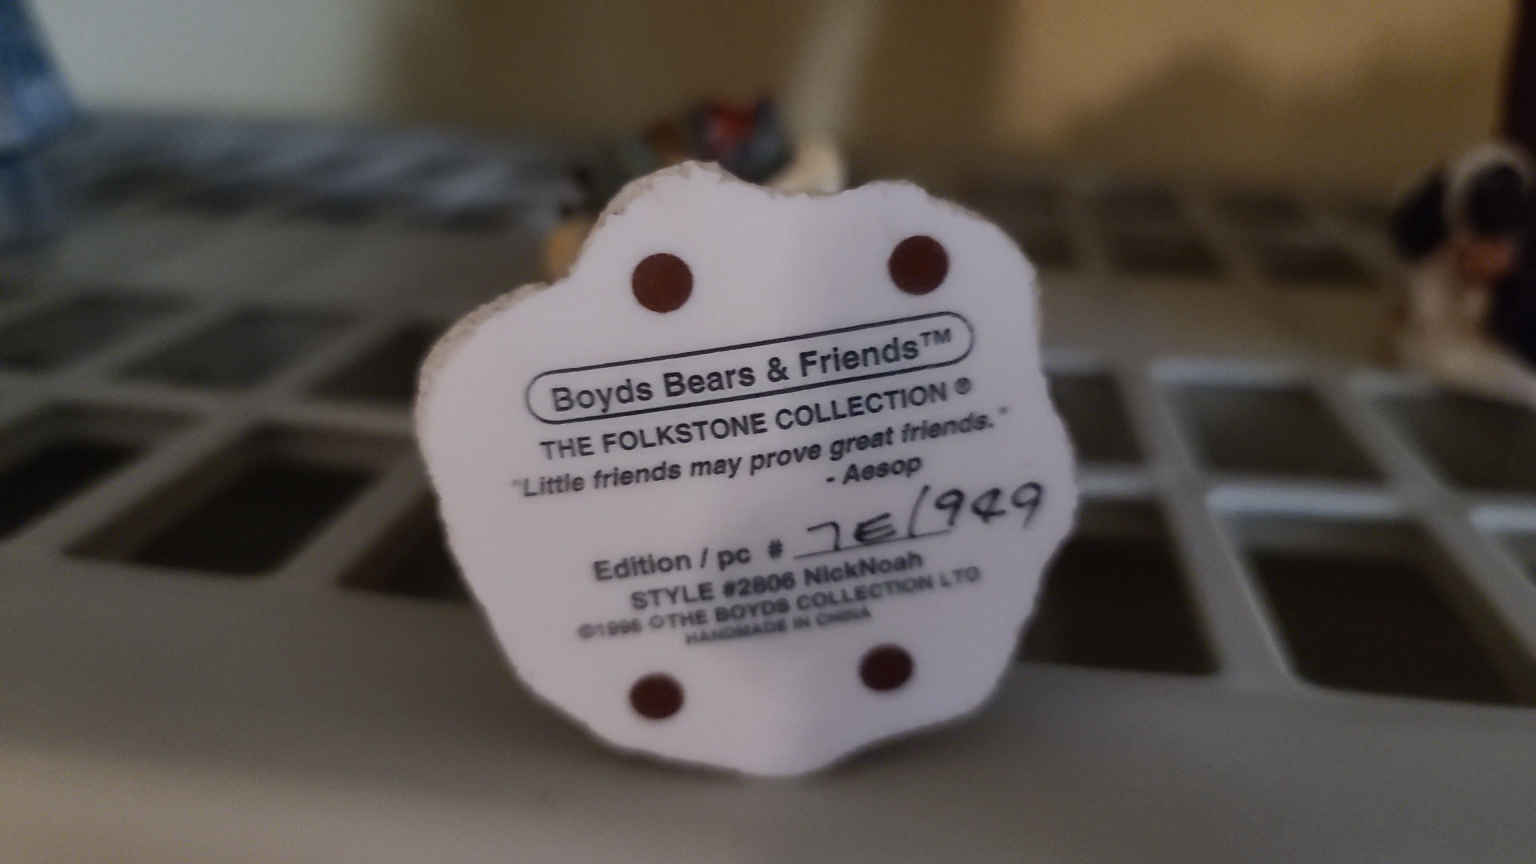 Boyds Bears & Friends™
THE FOLKSTONE COLLECTION ®
"Little friends may prove great friends."
- Aesop
Edition / pc # 7E/949
STYLE #2806 NickNoah
©1996 ©THE BOYDS COLLECTION LTD
HANDMADE IN CHINA